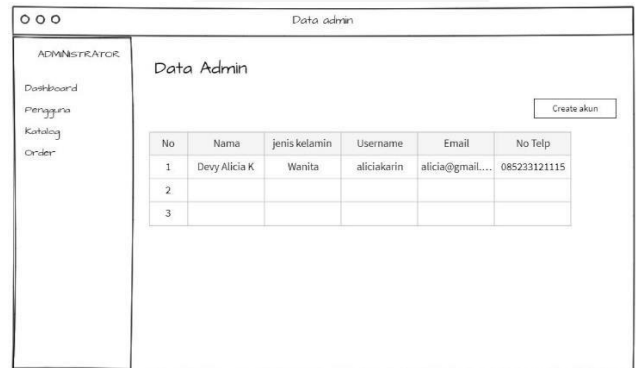 Data admin
ADMINISTRATOR
Dashboard
Pengguna
Katalog
Order
Data Admin
Create akun
No Nama jenis kelamin Username Email No Telp
1 Devy Alicia K Wanita aliciakarin alicia@gmail.... 085233121115
2
3